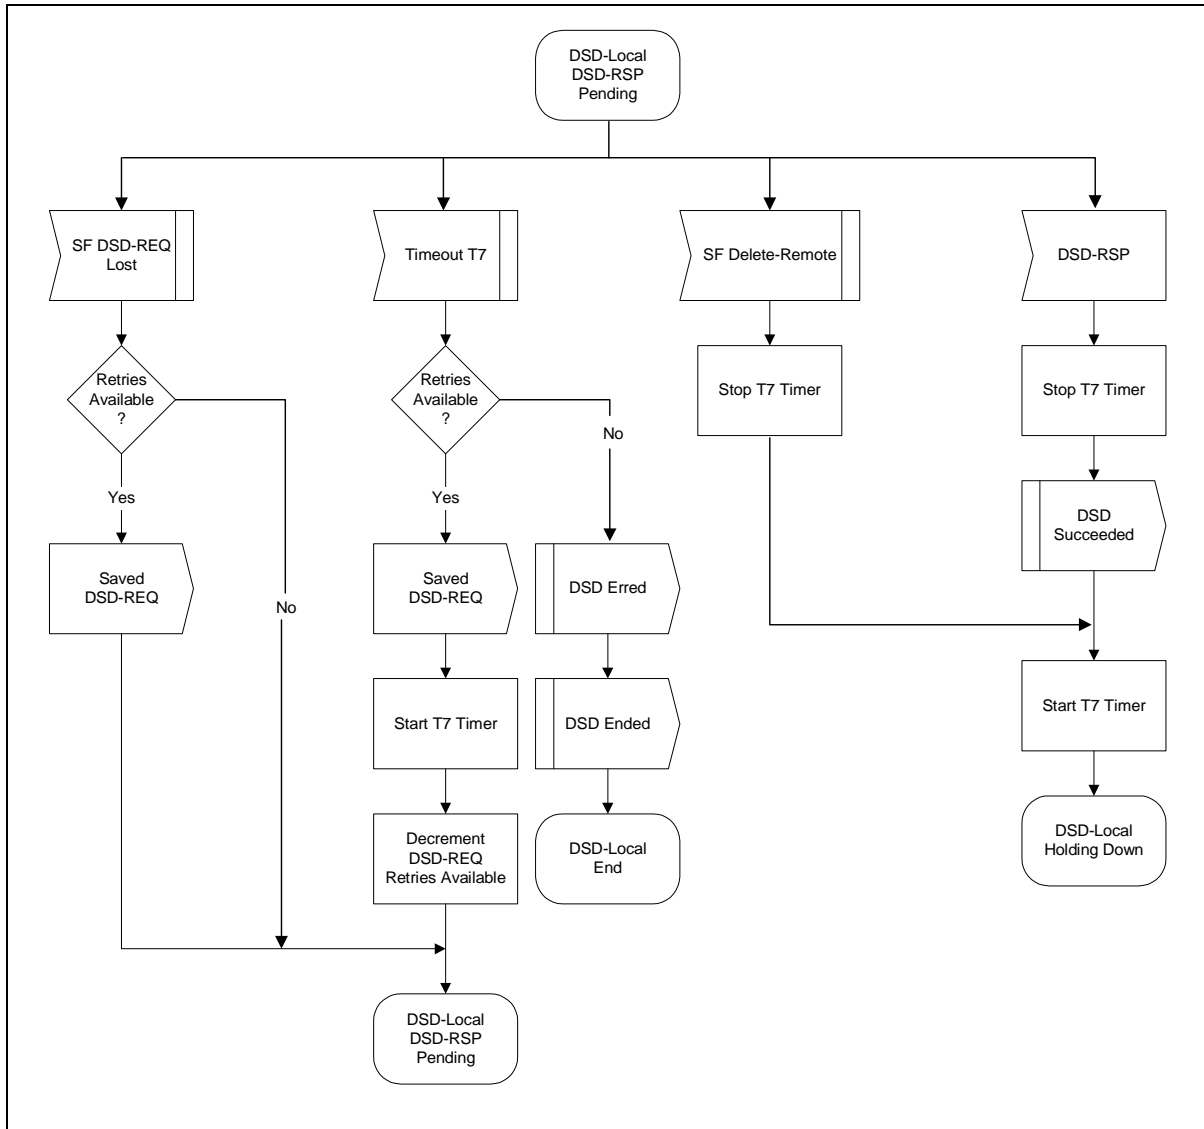 DSD-Local
DSD-RSP
Pending
SF DSD-REQ
Lost
Timeout T7
SF Delete-Remote
DSD-RSP
Retries
Available
?
Retries
Available
?
Stop T7 Timer
Stop T7 Timer
No
Yes
Yes
DSD
Succeeded
Saved
DSD-REQ
No
Saved
DSD-REQ
DSD Erred
Start T7 Timer
DSD Ended
Start T7 Timer
Decrement
DSD-REQ
Retries Available
DSD-Local
End
DSD-Local
Holding Down
DSD-Local
DSD-RSP
Pending